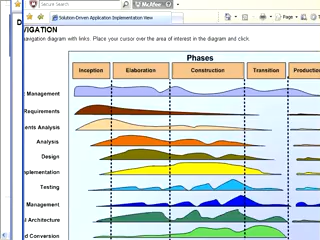 Secure Search
McAfee
Solution-Driven Application Implementation View
Page
VIGATION
navigation diagram with links. Place your cursor over the area of interest in the diagram and click.
Phases
Inception
Elaboration
Construction
Transition
Produc
Management
Requirements
ents Analysis
Analysis
Design
plementation
Testing
Management
l Architecture
d Conversion